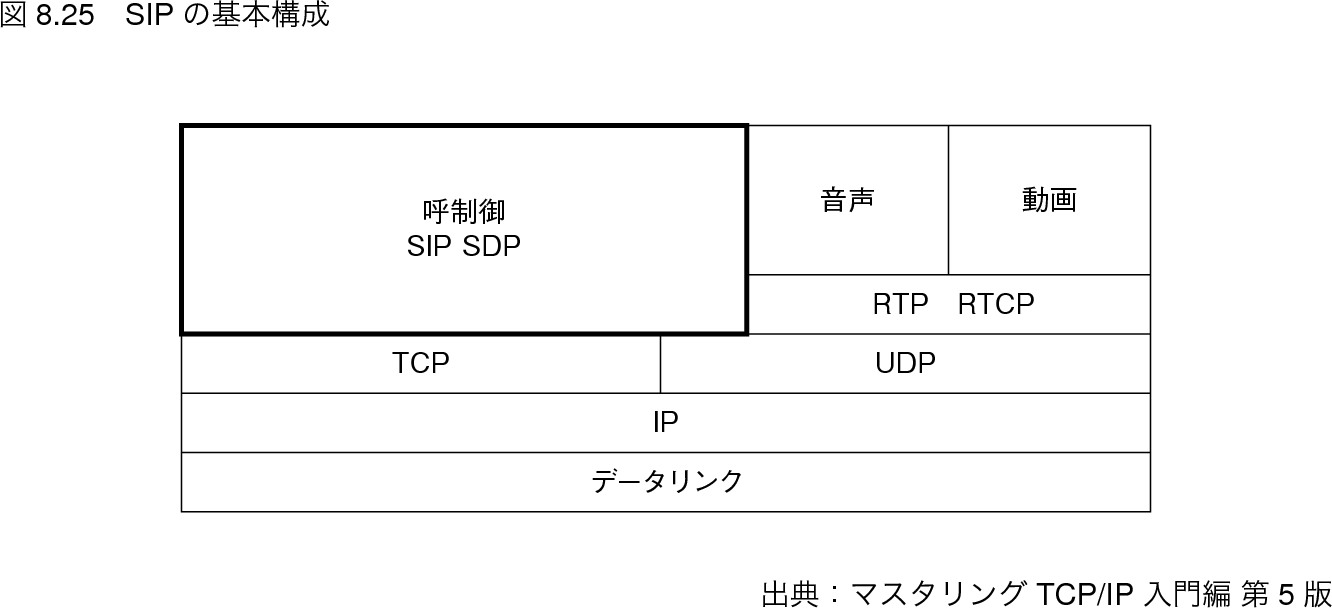 図 8.25　SIP の基本構成
呼制御
SIP SDP
音声
動画
RTP　RTCP
TCP
UDP
IP
データリンク
出典：マスタリング TCP/IP 入門編 第 5 版